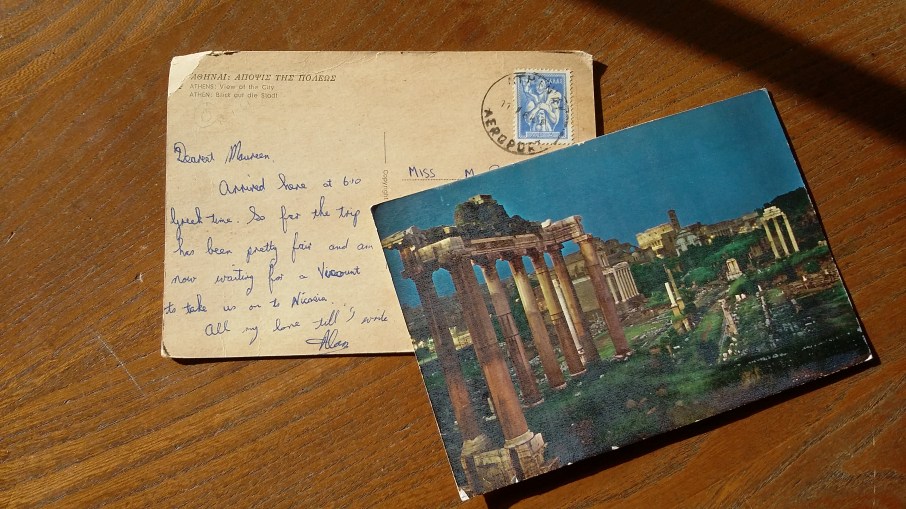 ΑΘΗΝΑΙ: ΑΠΟΨΙΣ ΤΗΣ ΠΟΛΕΩΣ
ATHENS: View of the City
ATHEN: Blick auf die Stadt
Dearest Maureen,
Arrived here at 6:10
Greek time. So far the trip
has been pretty fair and am
now waiting for a Viscount
to take us on to Nicosia.
All my love till I write
Alan
Copyright
MISS M
ΑΕΡΟΠΟΡ